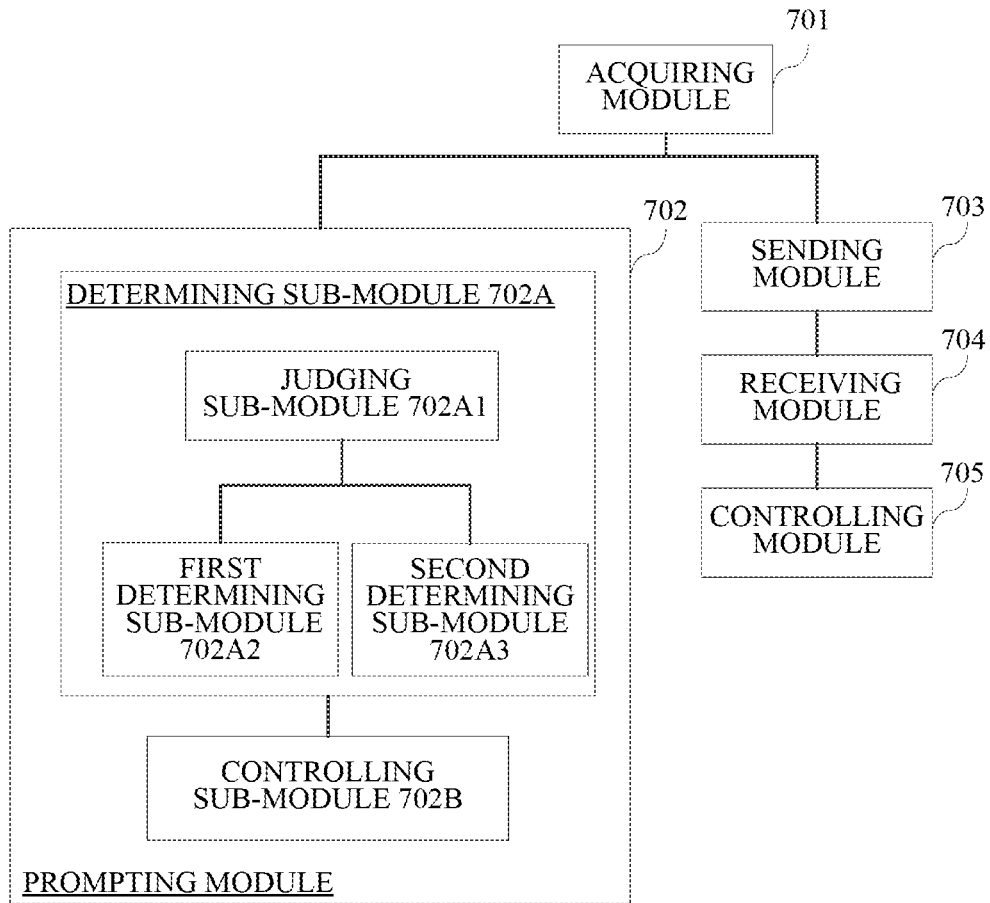 701
ACQUIRING
MODULE
702
703
DETERMINING SUB-MODULE 702A
SENDING
MODULE
JUDGING
SUB-MODULE 702A1
704
RECEIVING
MODULE
705
CONTROLLING
MODULE
FIRST
DETERMINING
SUB-MODULE
702A2
SECOND
DETERMINING
SUB-MODULE
702A3
CONTROLLING
SUB-MODULE 702B
PROMPTING MODULE